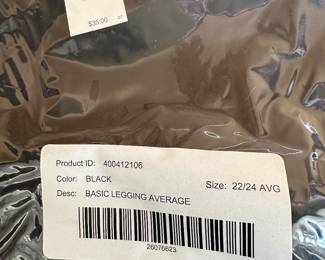 $35.00
Product ID: 400412106
Color: BLACK
Size: 22/24 AVG
Desc: BASIC LEGGING AVERAGE
26076623